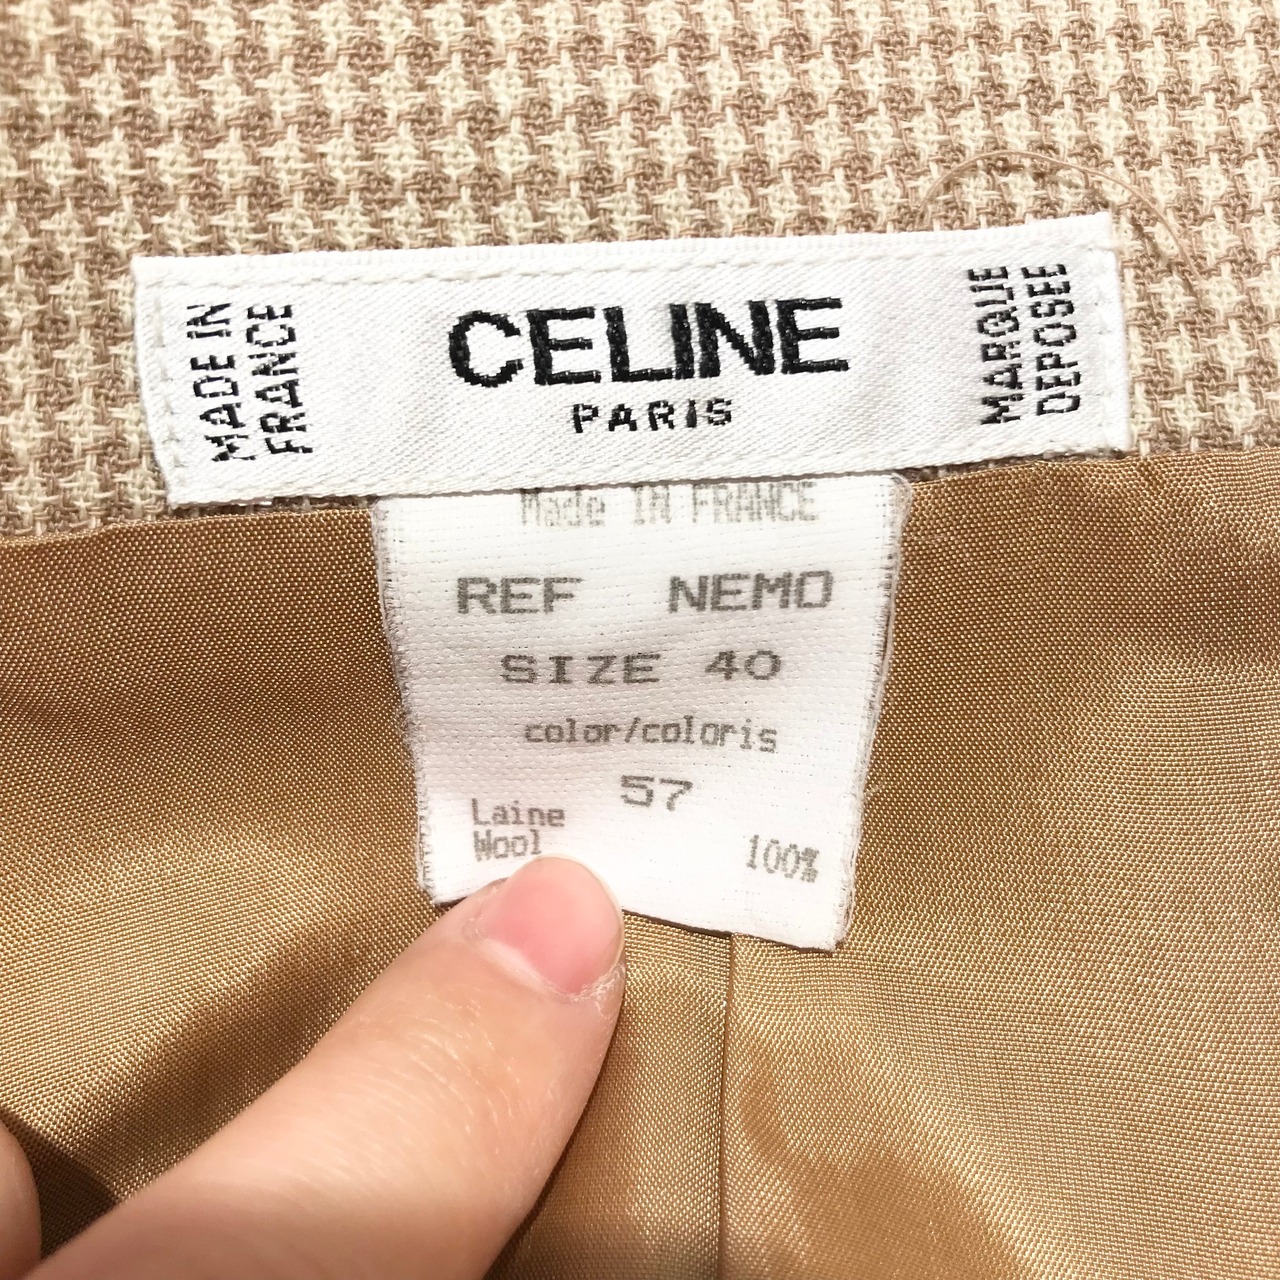 MADE IN
FRANCE
CELINE
PARIS
MARQUE
DEPOSEE
Made IN FRANCE
REF NEMO
SIZE 40
color/coloris
57
Laine
Wool 100%